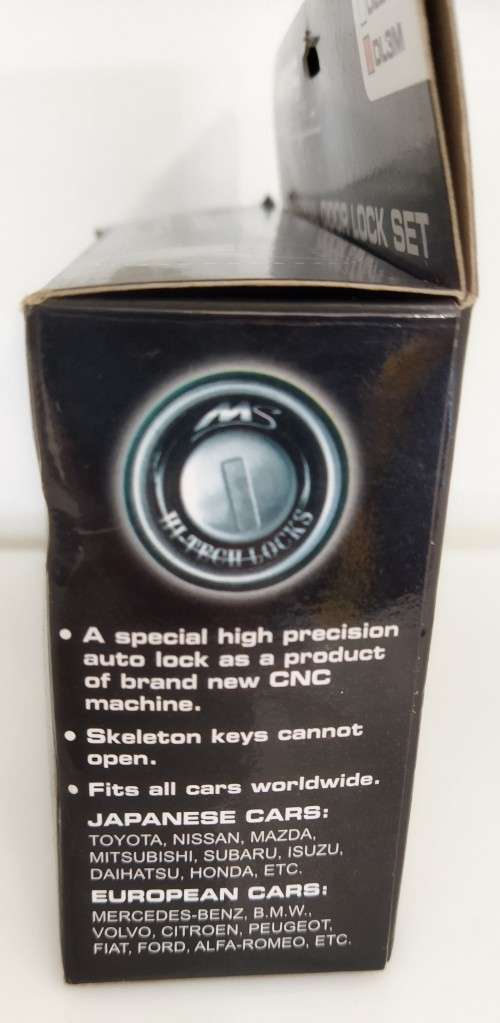 DL3M
DOOR LOCK SET
MS
HI-TECH LOCKS
• A special high precision
auto lock as a product
of brand new CNC
machine.
• Skeleton keys cannot
open.
• Fits all cars worldwide.
JAPANESE CARS:
TOYOTA, NISSAN, MAZDA,
MITSUBISHI, SUBARU, ISUZU,
DAIHATSU, HONDA, ETC.
EUROPEAN CARS:
MERCEDES-BENZ, B.M.W.,
VOLVO, CITROEN, PEUGEOT,
FIAT, FORD, ALFA-ROMEO, ETC.